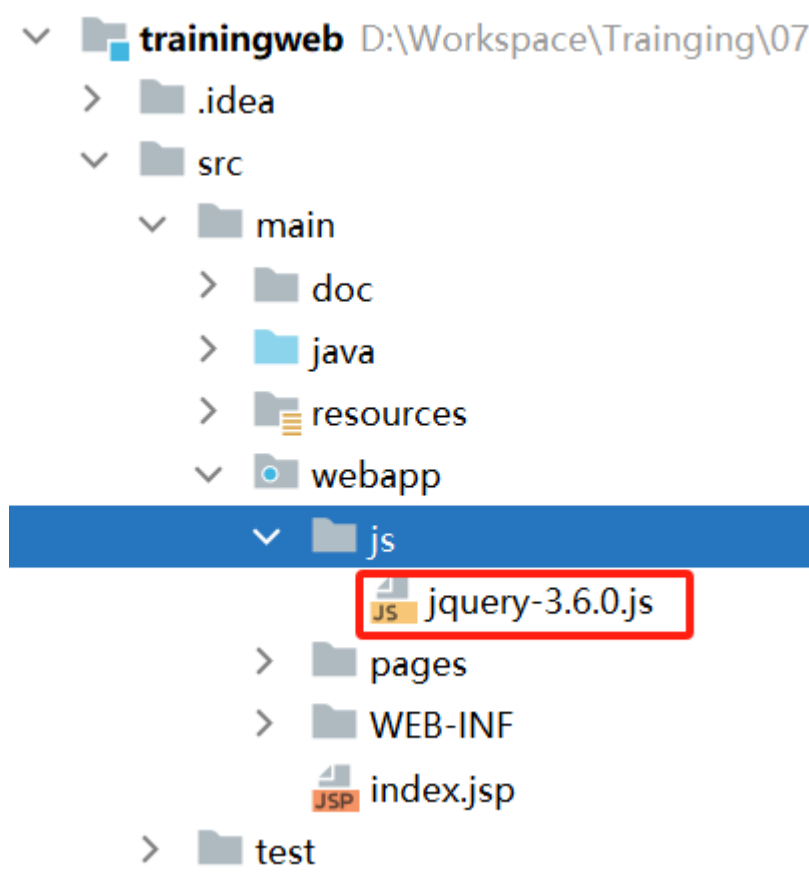 trainingweb D:\Workspace\Trainging\07
.idea
src
main
doc
java
resources
webapp
js
JS jquery-3.6.0.js
pages
WEB-INF
JSP index.jsp
test